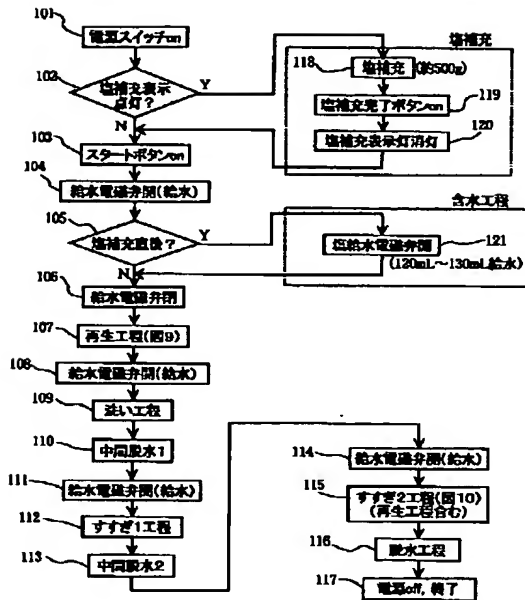 101
電源スイッチon
102
塩補充表示
点灯?
Y
N
103
スタートボタンon
104
給水電磁弁開(給水)
105
塩補充直後?
Y
N
106
給水電磁弁閉
107
再生工程(図9)
108
給水電磁弁開(給水)
109
洗い工程
110
中間脱水1
111
給水電磁弁開(給水)
112
すすぎ1工程
113
中間脱水2
塩補充
118
塩補充
(約500g)
塩補充完了ボタンon
119
120
塩補充表示灯消灯
含水工程
塩給水電磁弁開
121
(120mL～130mL給水)
114
給水電磁弁開(給水)
115
すすぎ2工程(図10)
(再生工程含む)
116
脱水工程
117
電源off,終了